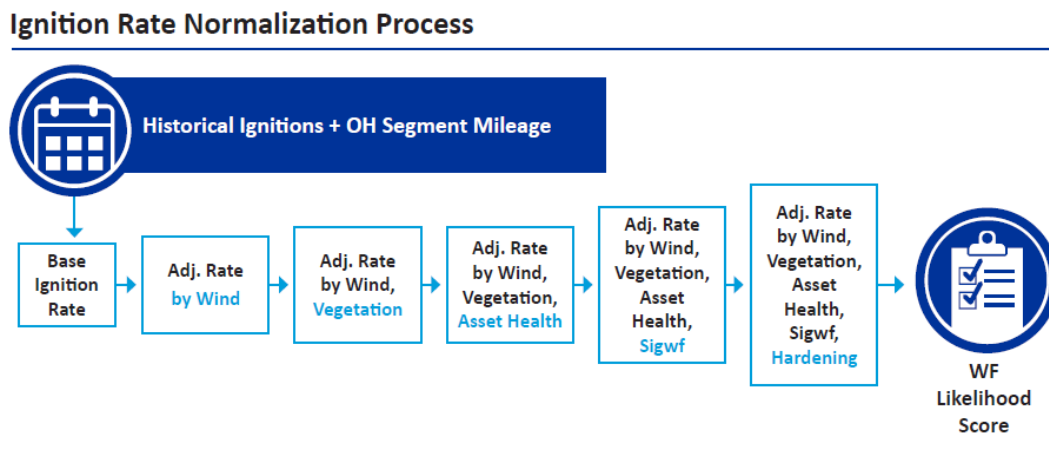 Ignition Rate Normalization Process
Historical Ignitions + OH Segment Mileage
Base
Ignition
Rate
Adj. Rate
by Wind
Adj. Rate
by Wind,
Vegetation
Adj. Rate
by Wind,
Vegetation,
Asset Health
Adj. Rate
by Wind,
Vegetation,
Asset
Health,
Sigwf
Adj. Rate
by Wind,
Vegetation,
Asset
Health,
Sigwf,
Hardening
WF
Likelihood
Score